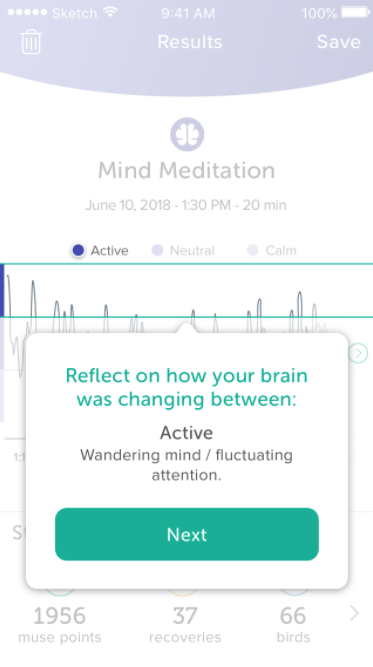 Sketch 9:41 AM 100%
Results Save
Mind Meditation
June 10, 2018 - 1:30 PM - 20 min
Active Neutral Calm
Reflect on how your brain
was changing between:
Active
Wandering mind / fluctuating
attention.
Next
1956 37 66
muse points recoveries birds